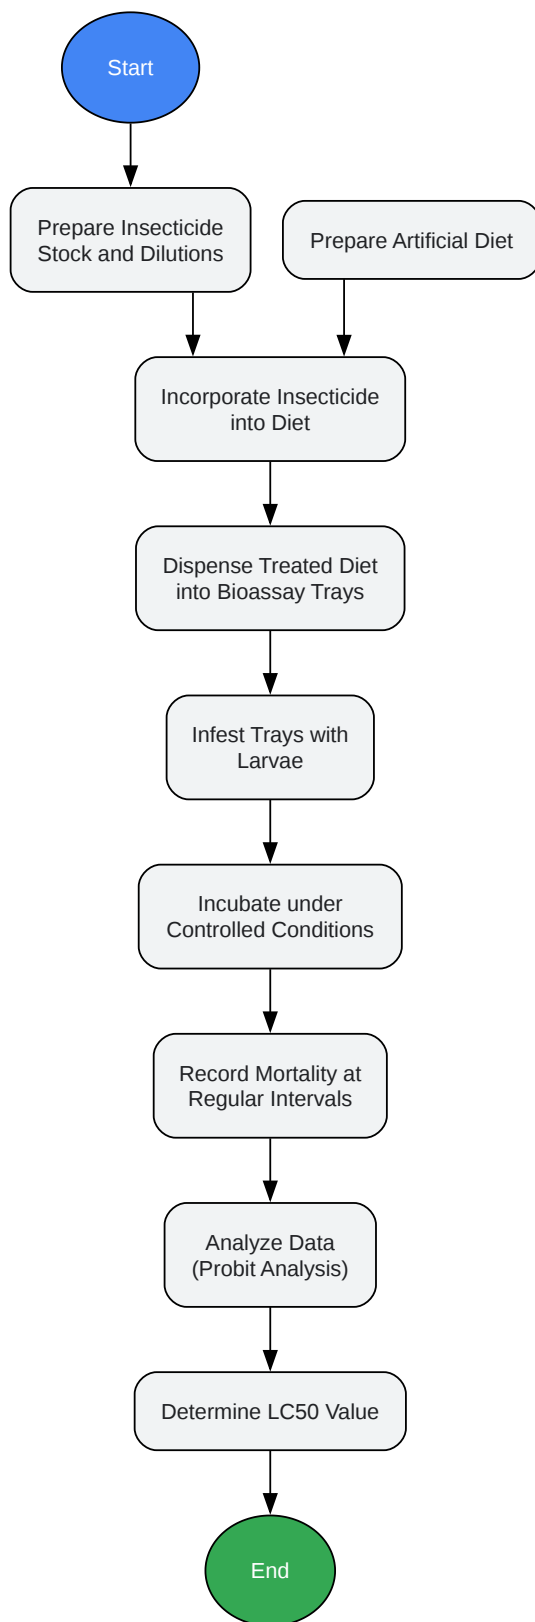 Start
Prepare Insecticide
Stock and Dilutions
Prepare Artificial Diet
Incorporate Insecticide
into Diet
Dispense Treated Diet
into Bioassay Trays
Infest Trays with
Larvae
Incubate under
Controlled Conditions
Record Mortality at
Regular Intervals
Analyze Data
(Probit Analysis)
Determine LC50 Value
End